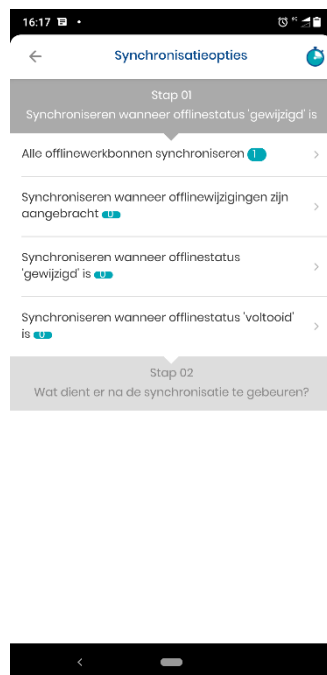 16:17
Synchronisatieopties
Stap 01
Synchroniseren wanneer offlinestatus 'gewijzigd' is
Alle offlinewerkbonnen synchroniseren 1
Synchroniseren wanneer offlinewijzigingen zijn
aangebracht 0
Synchroniseren wanneer offlinestatus
'gewijzigd' is 0
Synchroniseren wanneer offlinestatus 'voltooid'
is 0
Stap 02
Wat dient er na de synchronisatie te gebeuren?